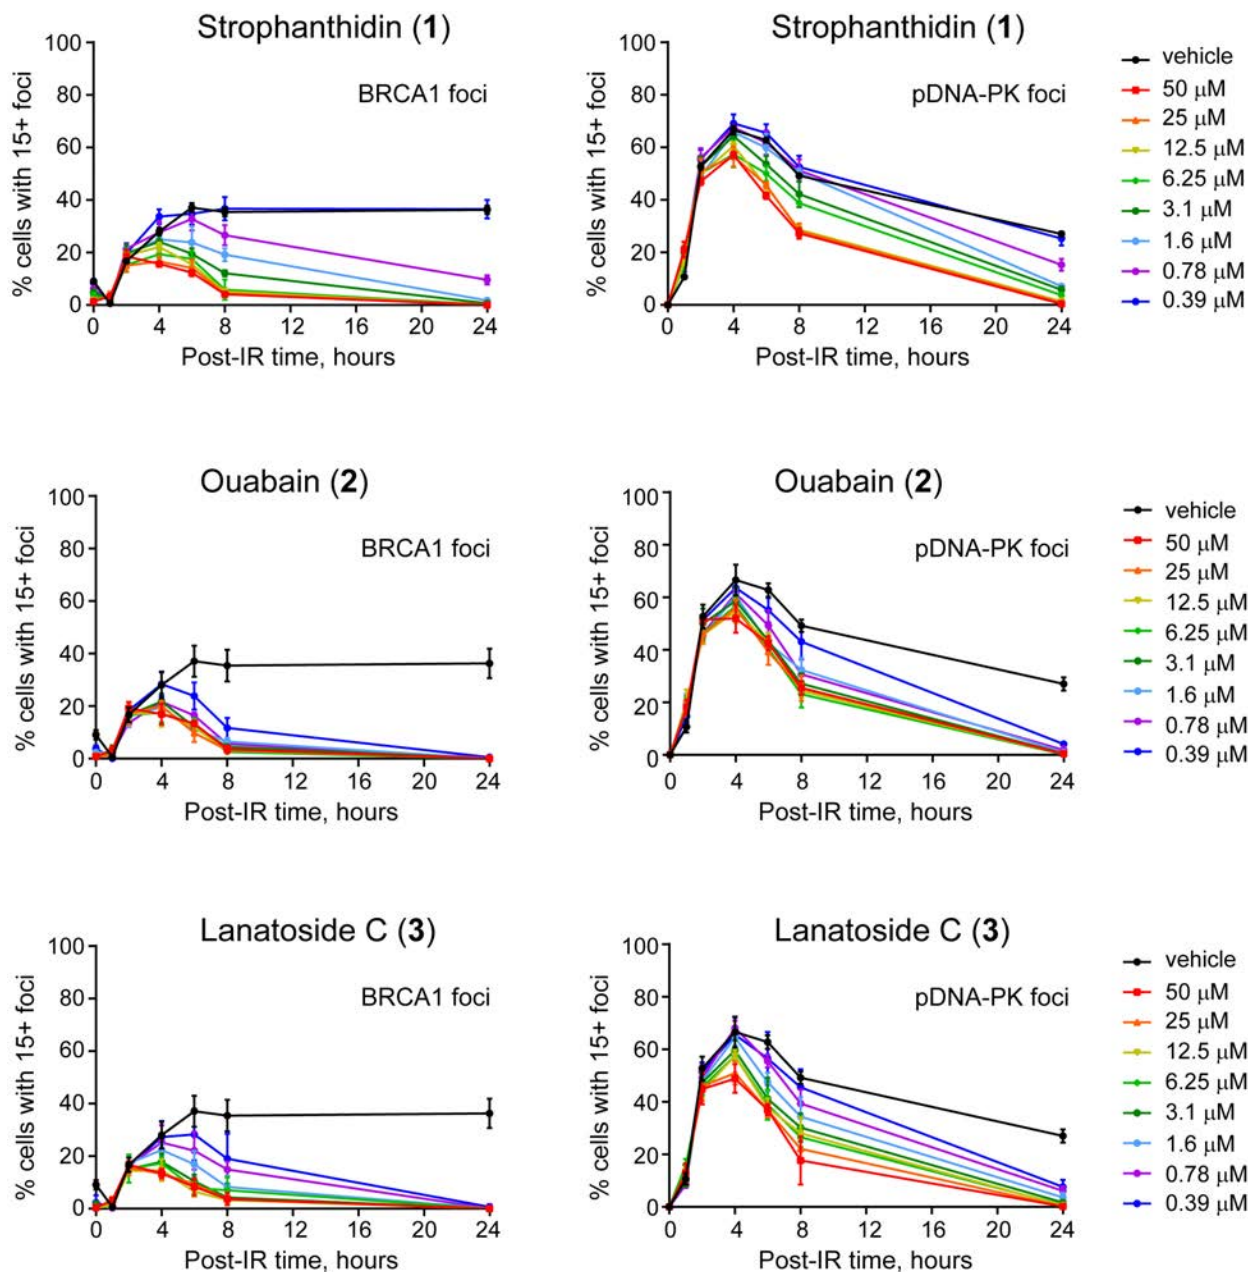 Strophanthidin (1)
BRCA1 foci
% cells with 15+ foci
100
80
60
40
20
0
0 4 8 12 16 20 24
Post-IR time, hours
Strophanthidin (1)
pDNA-PK foci
% cells with 15+ foci
100
80
60
40
20
0
0 4 8 12 16 20 24
Post-IR time, hours
vehicle
50 μM
25 μM
12.5 μM
6.25 μM
3.1 μM
1.6 μM
0.78 μM
0.39 μM
Ouabain (2)
BRCA1 foci
% cells with 15+ foci
100
80
60
40
20
0
0 4 8 12 16 20 24
Post-IR time, hours
Ouabain (2)
pDNA-PK foci
% cells with 15+ foci
100
80
60
40
20
0
0 4 8 12 16 20 24
Post-IR time, hours
vehicle
50 μM
25 μM
12.5 μM
6.25 μM
3.1 μM
1.6 μM
0.78 μM
0.39 μM
Lanatoside C (3)
BRCA1 foci
% cells with 15+ foci
100
80
60
40
20
0
0 4 8 12 16 20 24
Post-IR time, hours
Lanatoside C (3)
pDNA-PK foci
% cells with 15+ foci
100
80
60
40
20
0
0 4 8 12 16 20 24
Post-IR time, hours
vehicle
50 μM
25 μM
12.5 μM
6.25 μM
3.1 μM
1.6 μM
0.78 μM
0.39 μM